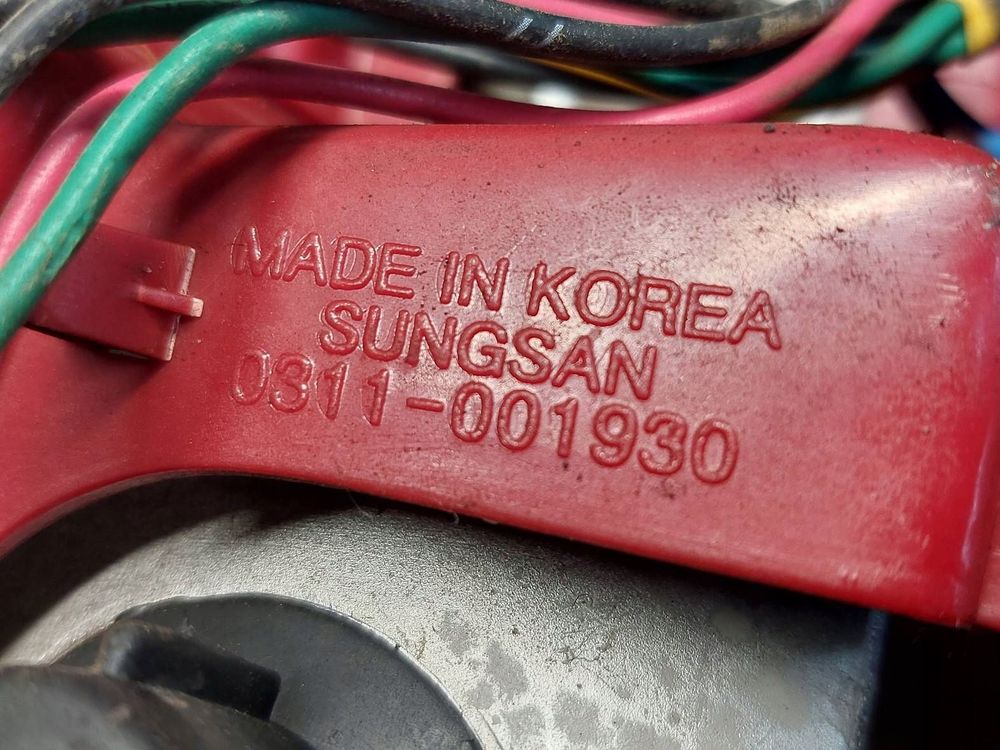 MADE IN KOREA
SUNGSAN
0311-001930